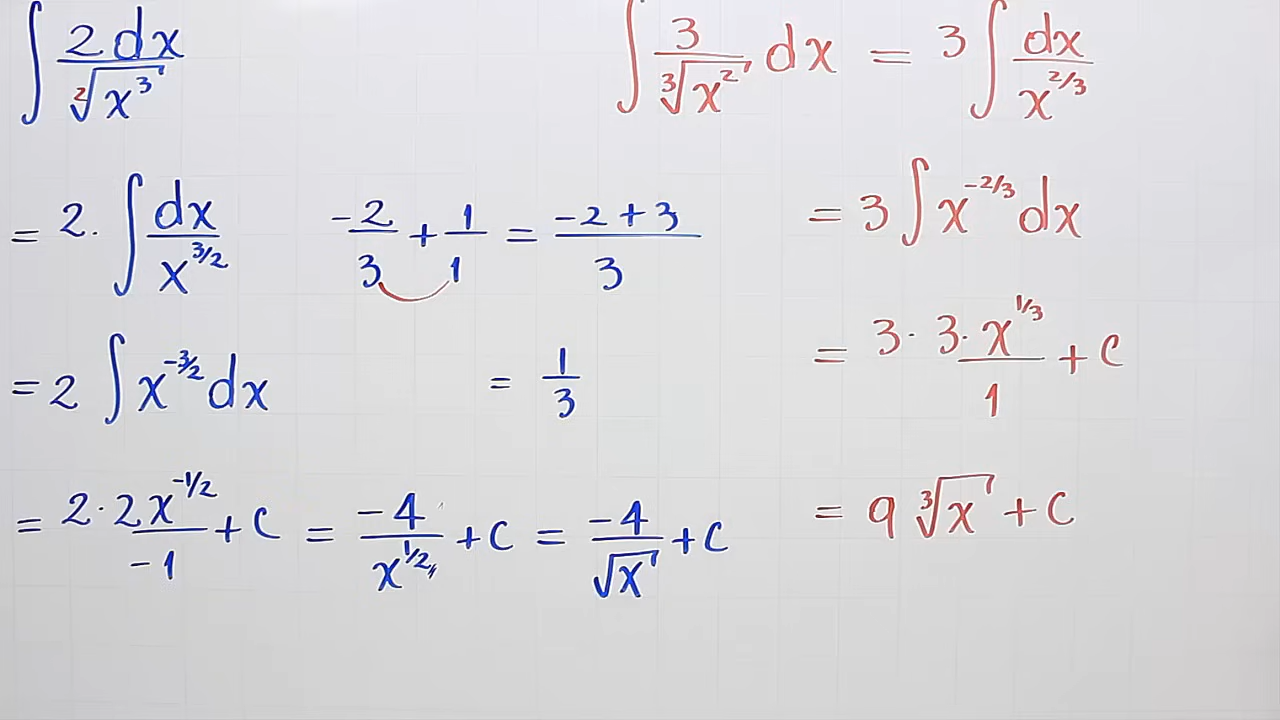 ∫ 2 dx / ²√x³
= 2 · ∫ dx / x^(3/2)
= 2 ∫ x^(-3/2) dx
= 2 · 2x^(-1/2) / -1 + C = -4 / x^(1/2) + C = -4 / √x + C
-2/3 + 1/1 = (-2 + 3) / 3
= 1/3
∫ 3 / ³√x² dx = 3 ∫ dx / x^(2/3)
= 3 ∫ x^(-2/3) dx
= 3 · 3 · x^(1/3) / 1 + C
= 9 ³√x + C